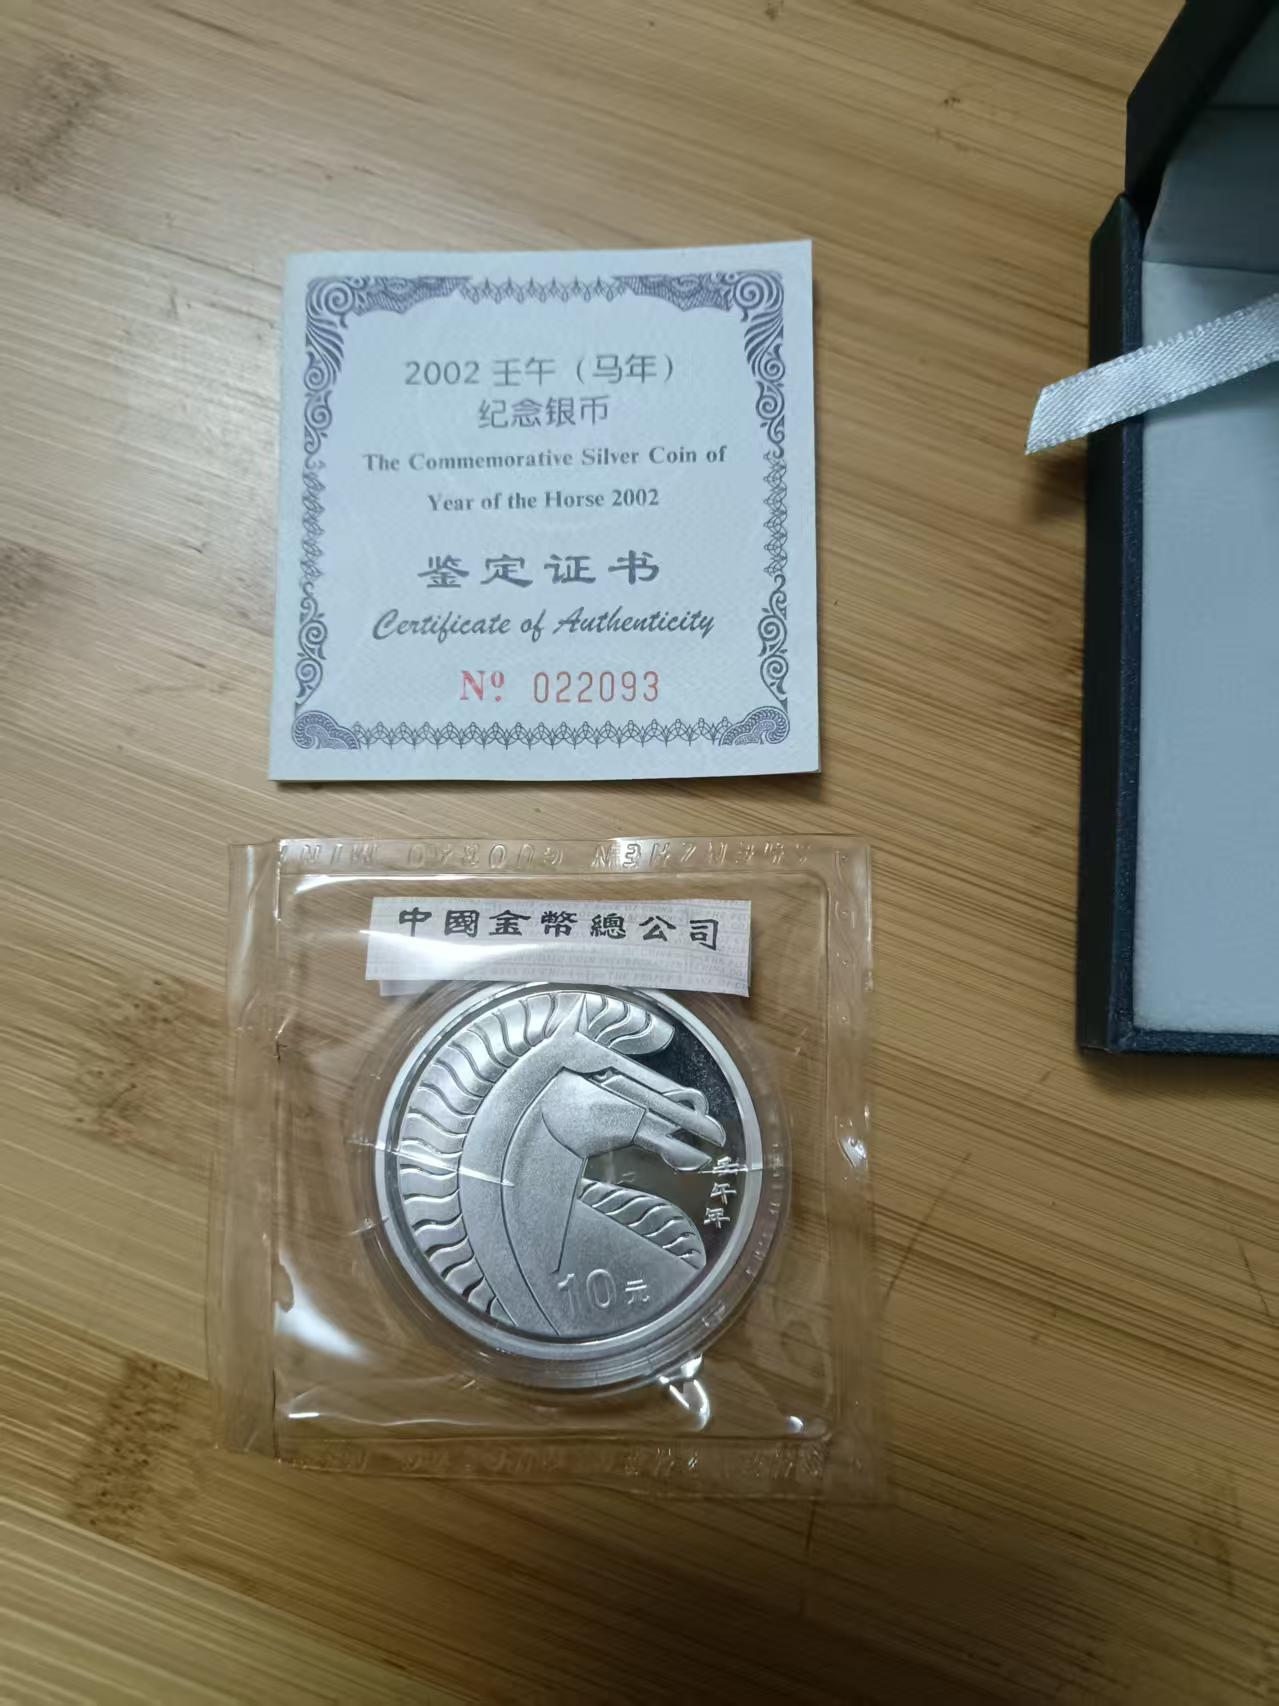 2002 壬午（马年）
纪念银币
The Commemorative Silver Coin of
Year of the Horse 2002
鉴定证书
Certificate of Authenticity
Nº 022093
中國金幣總公司
壬午年
10元